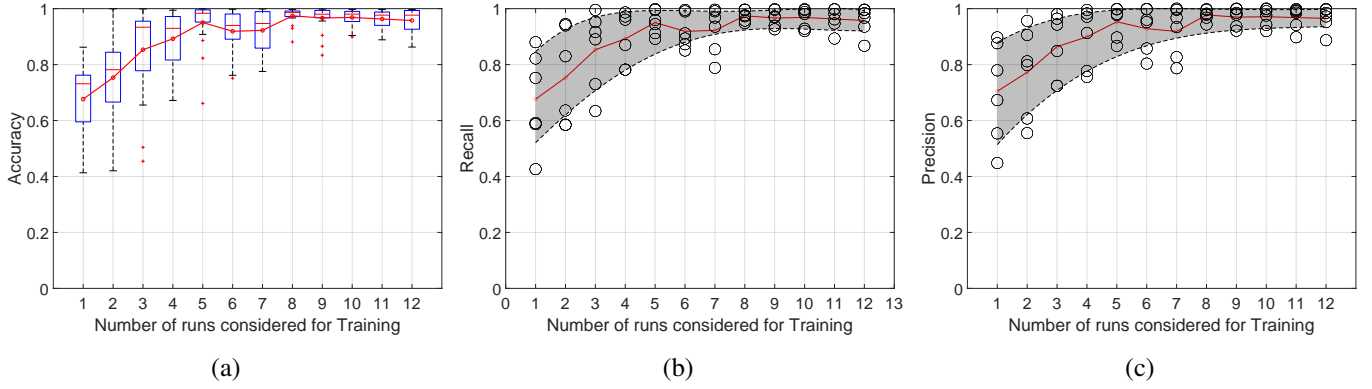 1
0.8
0.6
0.4
0.2
0
Accuracy
1 2 3 4 5 6 7 8 9 10 11 12
Number of runs considered for Training
(a)
1
0.8
0.6
0.4
0.2
0
Recall
0 1 2 3 4 5 6 7 8 9 10 11 12 13
Number of runs considered for Training
(b)
1
0.8
0.6
0.4
0.2
0
Precision
1 2 3 4 5 6 7 8 9 10 11 12
Number of runs considered for Training
(c)